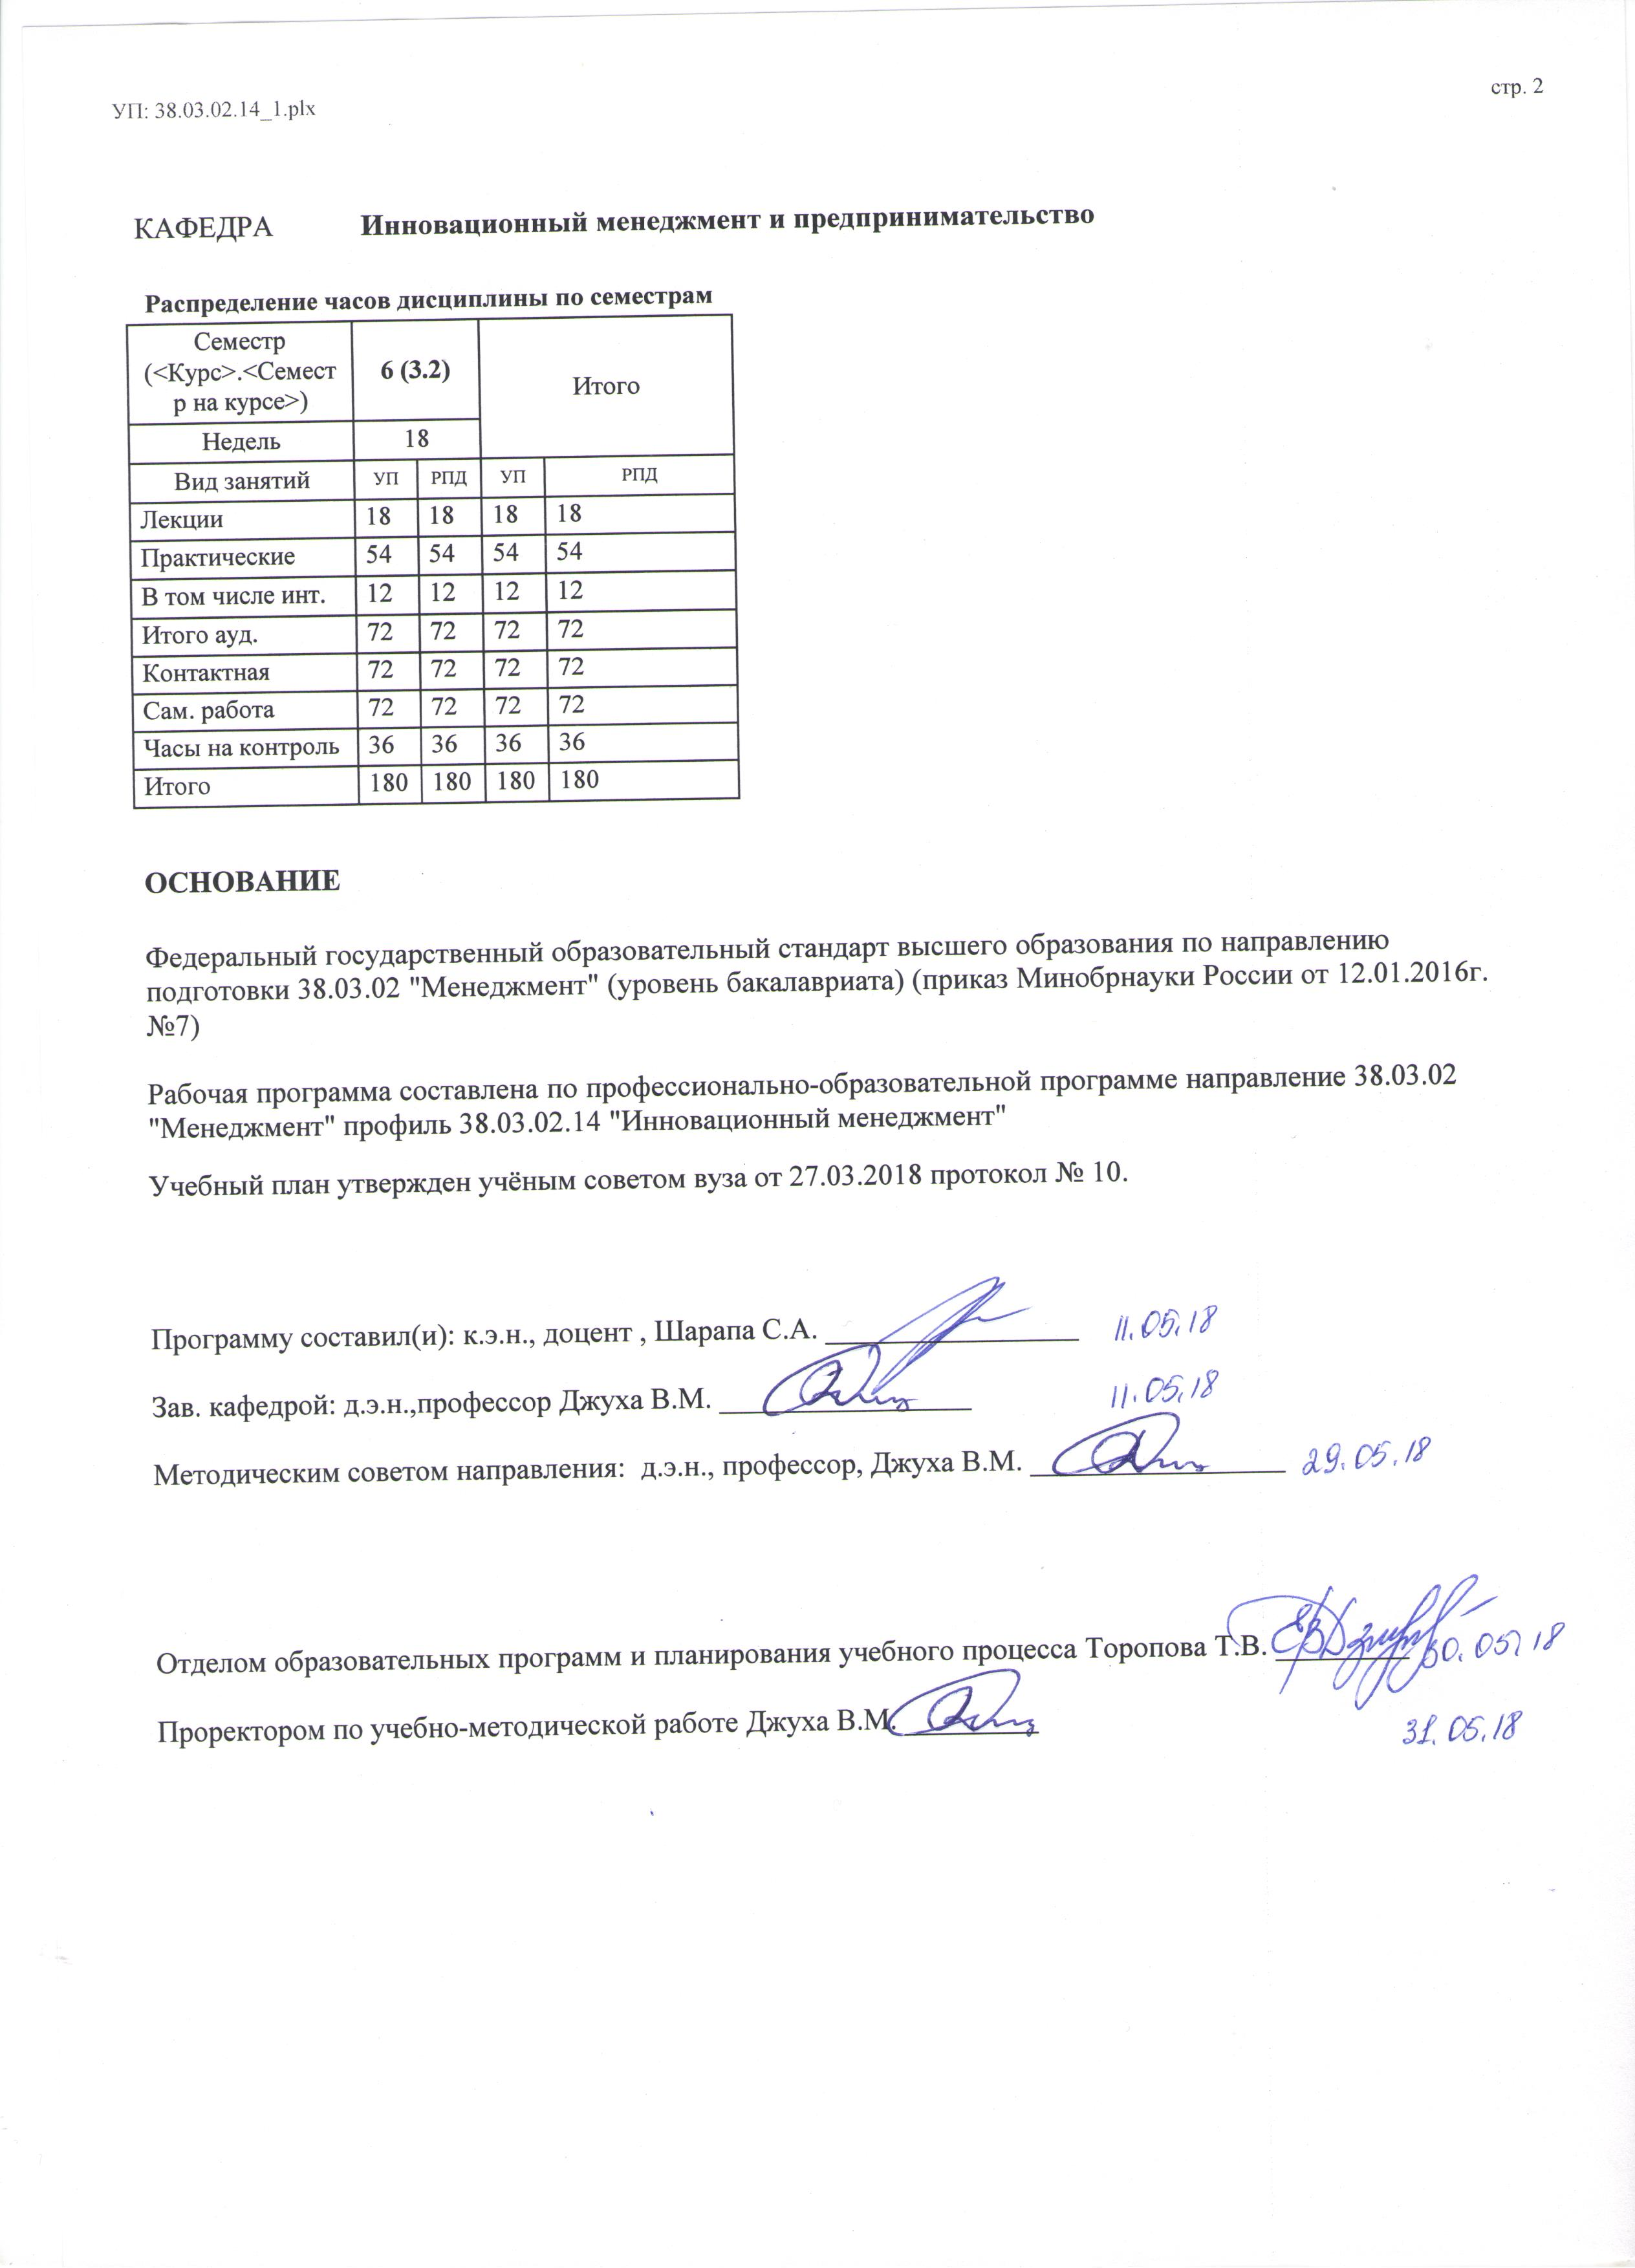 УП: 38.03.02.14_1.plx
стр. 2
КАФЕДРА Инновационный менеджмент и предпринимательство
Распределение часов дисциплины по семестрам
Семестр
(<Курс>.<Семест
р на курсе>)
6 (3.2)
Итого
Недель 18
Вид занятий УП РПД УП РПД
Лекции 18 18 18 18
Практические 54 54 54 54
В том числе инт. 12 12 12 12
Итого ауд. 72 72 72 72
Контактная 72 72 72 72
Сам. работа 72 72 72 72
Часы на контроль 36 36 36 36
Итого 180 180 180 180
ОСНОВАНИЕ
Федеральный государственный образовательный стандарт высшего образования по направлению
подготовки 38.03.02 "Менеджмент" (уровень бакалавриата) (приказ Минобрнауки России от 12.01.2016г.
№7)
Рабочая программа составлена по профессионально-образовательной программе направление 38.03.02
"Менеджмент" профиль 38.03.02.14 "Инновационный менеджмент"
Учебный план утвержден учёным советом вуза от 27.03.2018 протокол № 10.
Программу составил(и): к.э.н., доцент , Шарапа С.А. 11.05.18
Зав. кафедрой: д.э.н.,профессор Джуха В.М. 11.05.18
Методическим советом направления: д.э.н., профессор, Джуха В.М. 29.05.18
Отделом образовательных программ и планирования учебного процесса Торопова Т.В. 30.05.18
Проректором по учебно-методической работе Джуха В.М. 31.05.18